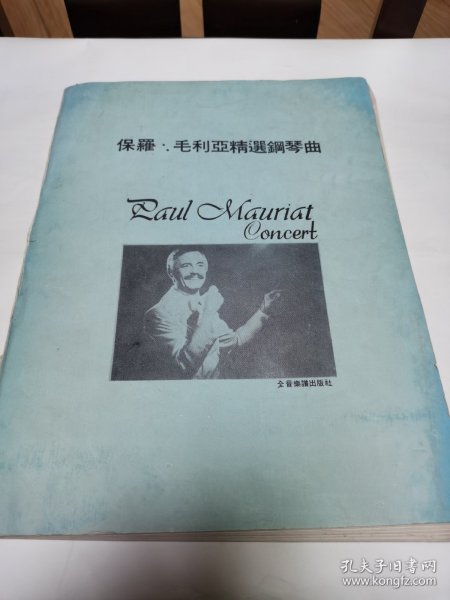 保羅·毛利亞精選鋼琴曲
Paul Mauriat
Concert
全音樂譜出版社
孔夫子旧书网
www.kongfz.com